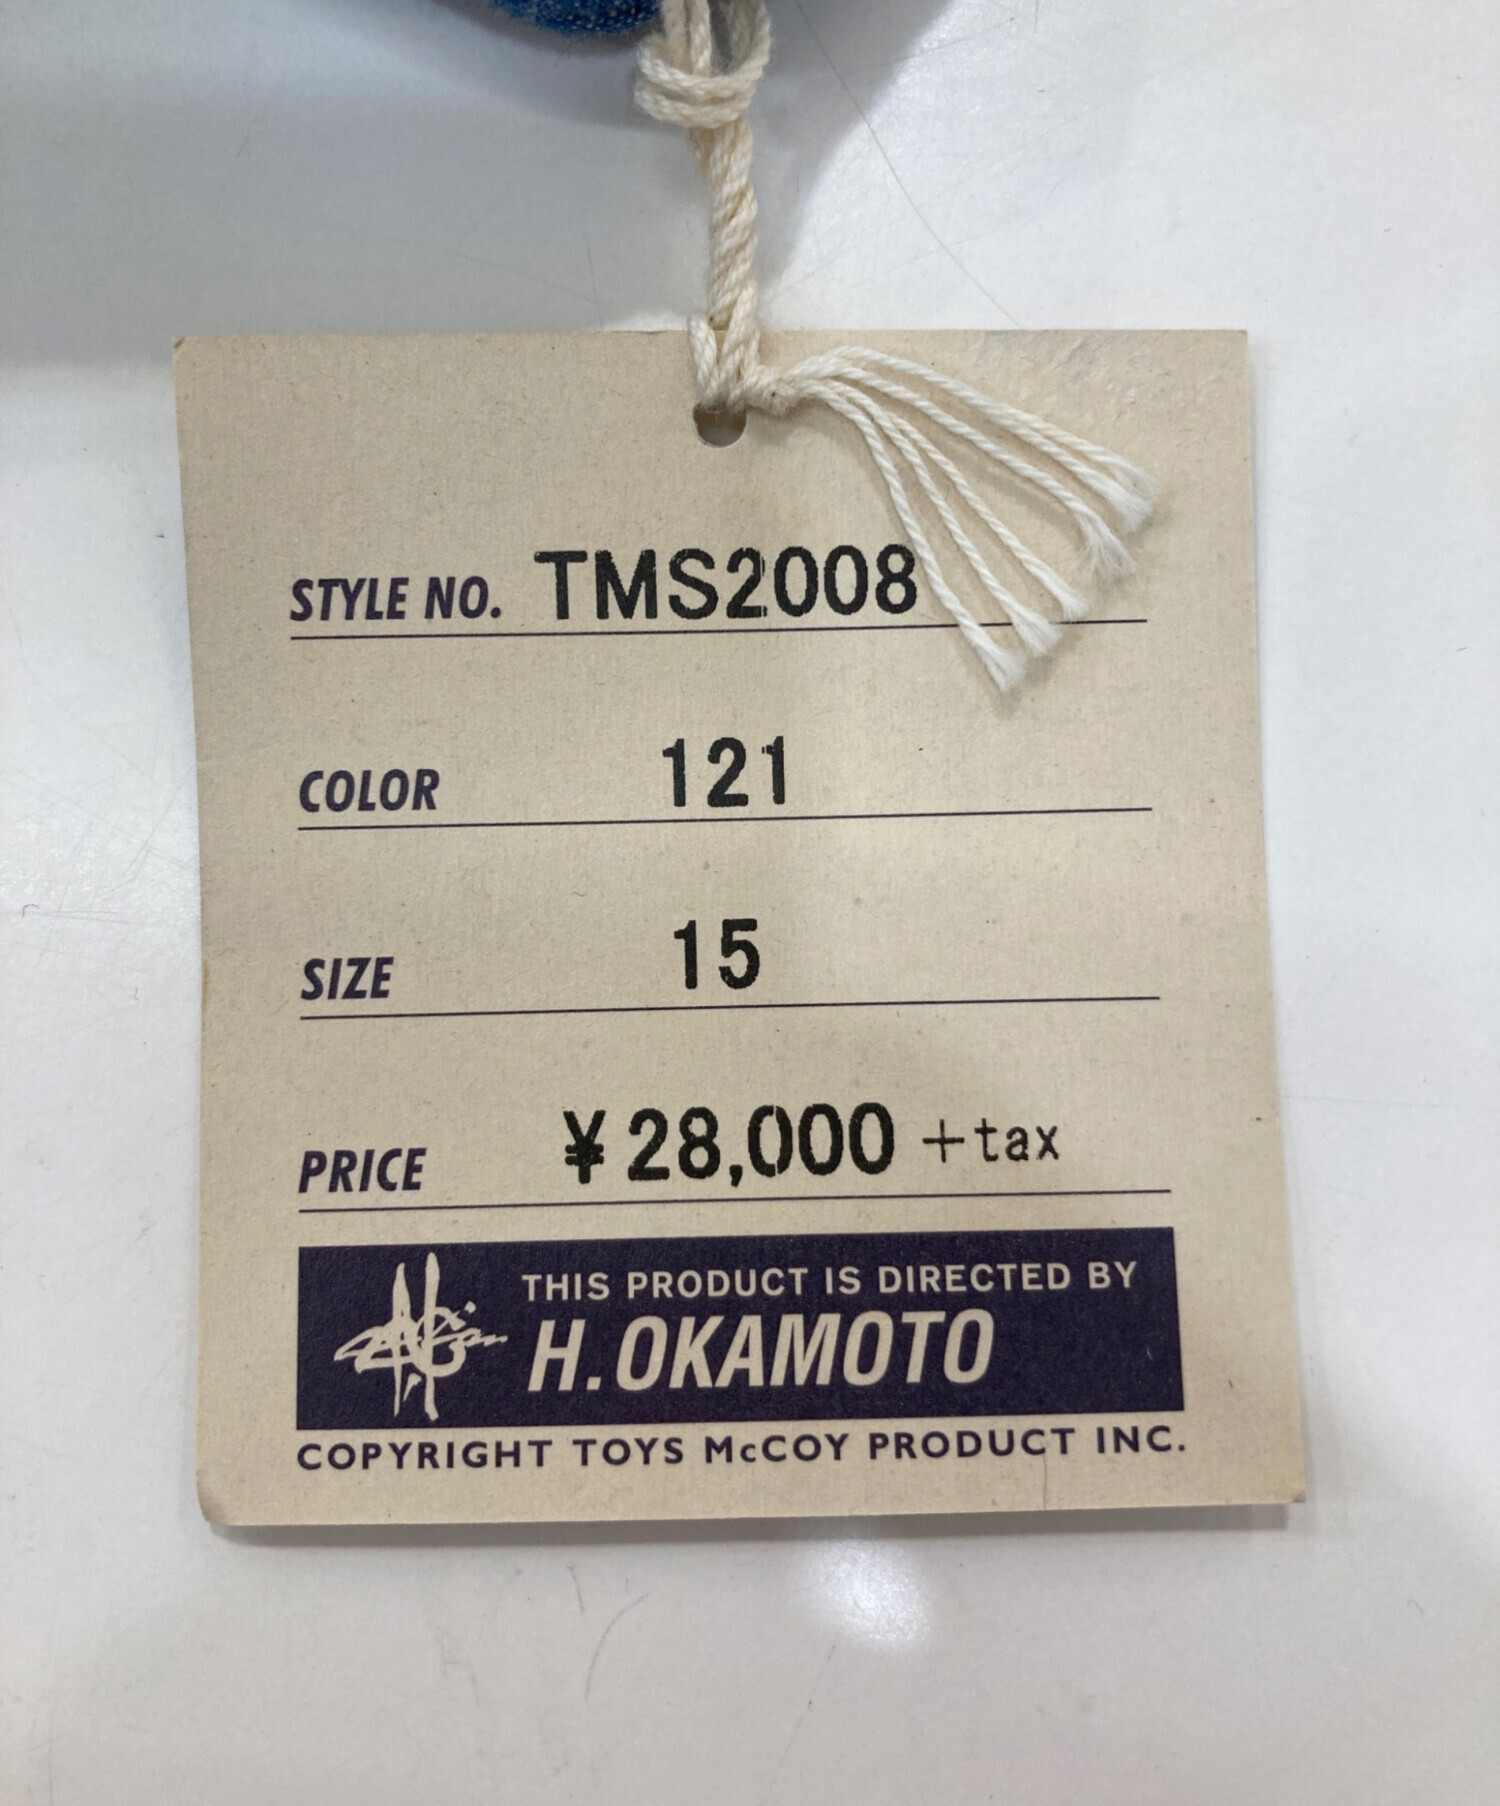 STYLE NO. TMS2008
COLOR 121
SIZE 15
PRICE ¥28,000 +tax
THIS PRODUCT IS DIRECTED BY
H.OKAMOTO
COPYRIGHT TOYS McCOY PRODUCT INC.